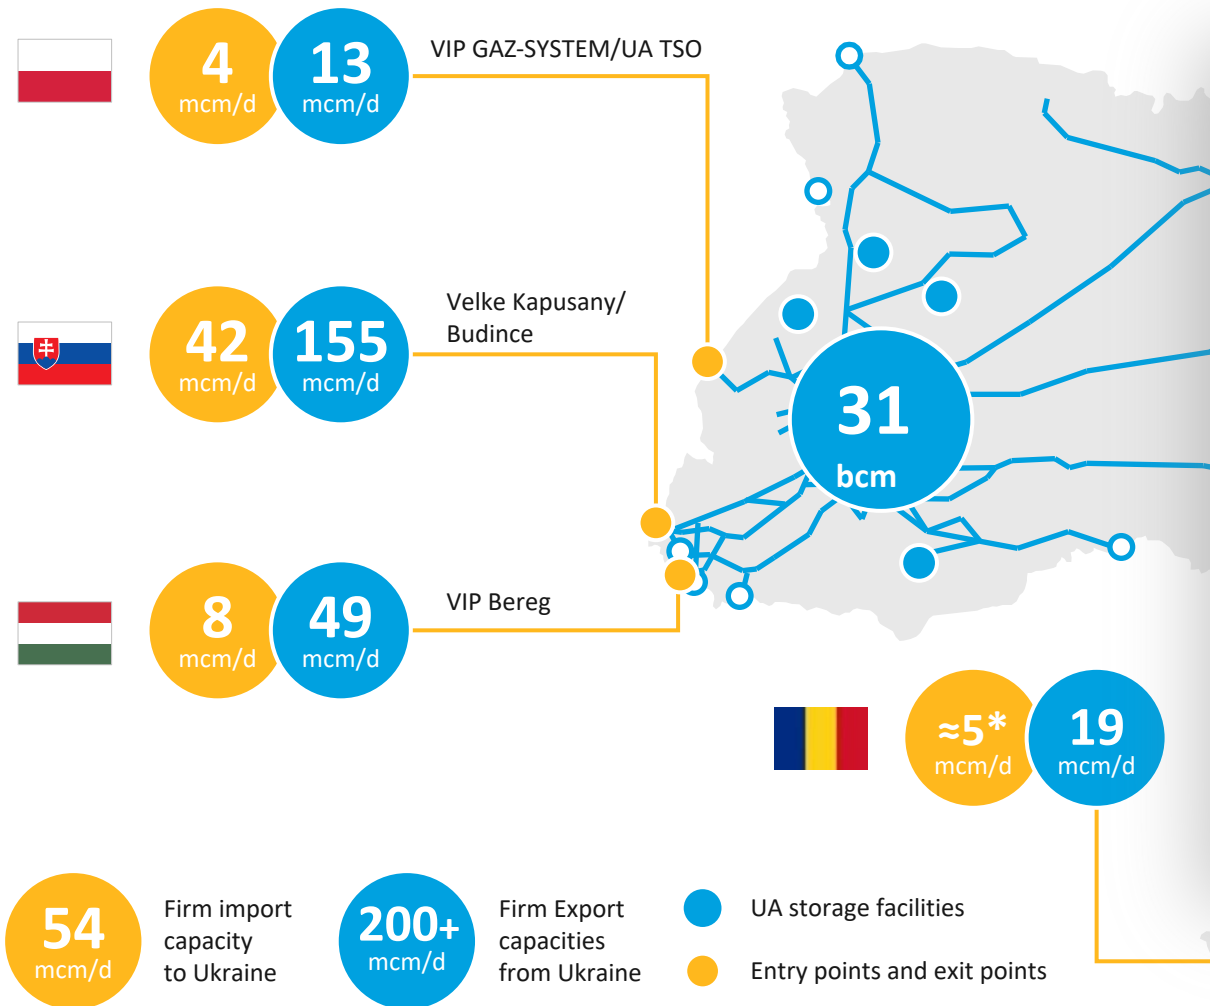 4
mcm/d
13
mcm/d
VIP GAZ-SYSTEM/UA TSO
42
mcm/d
155
mcm/d
Velke Kapusany/
Budince
31
bcm
8
mcm/d
49
mcm/d
VIP Bereg
≈5*
mcm/d
19
mcm/d
54
mcm/d
Firm import
capacity
to Ukraine
200+
mcm/d
Firm Export
capacities
from Ukraine
UA storage facilities
Entry points and exit points